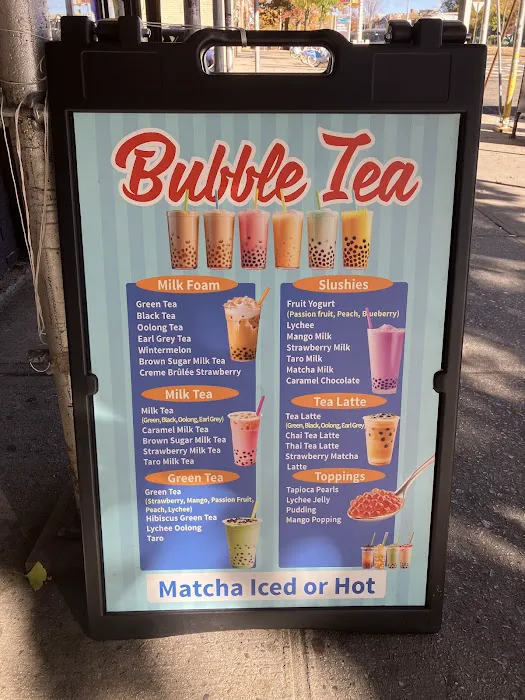 Bubble Tea
Milk Foam
Green Tea
Black Tea
Oolong Tea
Earl Grey Tea
Wintermelon
Brown Sugar Milk Tea
Creme Brûlée Strawberry
Milk Tea
Milk Tea
(Green, Black, Oolong, Earl Grey)
Caramel Milk Tea
Brown Sugar Milk Tea
Strawberry Milk Tea
Taro Milk Tea
Green Tea
Green Tea
(Strawberry, Mango, Passion Fruit,
Peach, Lychee)
Hibiscus Green Tea
Lychee Oolong
Taro
Slushies
Fruit Yogurt
(Passion fruit, Peach, Blueberry)
Lychee
Mango Milk
Strawberry Milk
Taro Milk
Matcha Milk
Caramel Chocolate
Tea Latte
Tea Latte
(Green, Black, Oolong, Earl Grey)
Chai Tea Latte
Thai Tea Latte
Strawberry Matcha
Latte
Toppings
Tapioca Pearls
Lychee Jelly
Pudding
Mango Popping
Matcha Iced or Hot